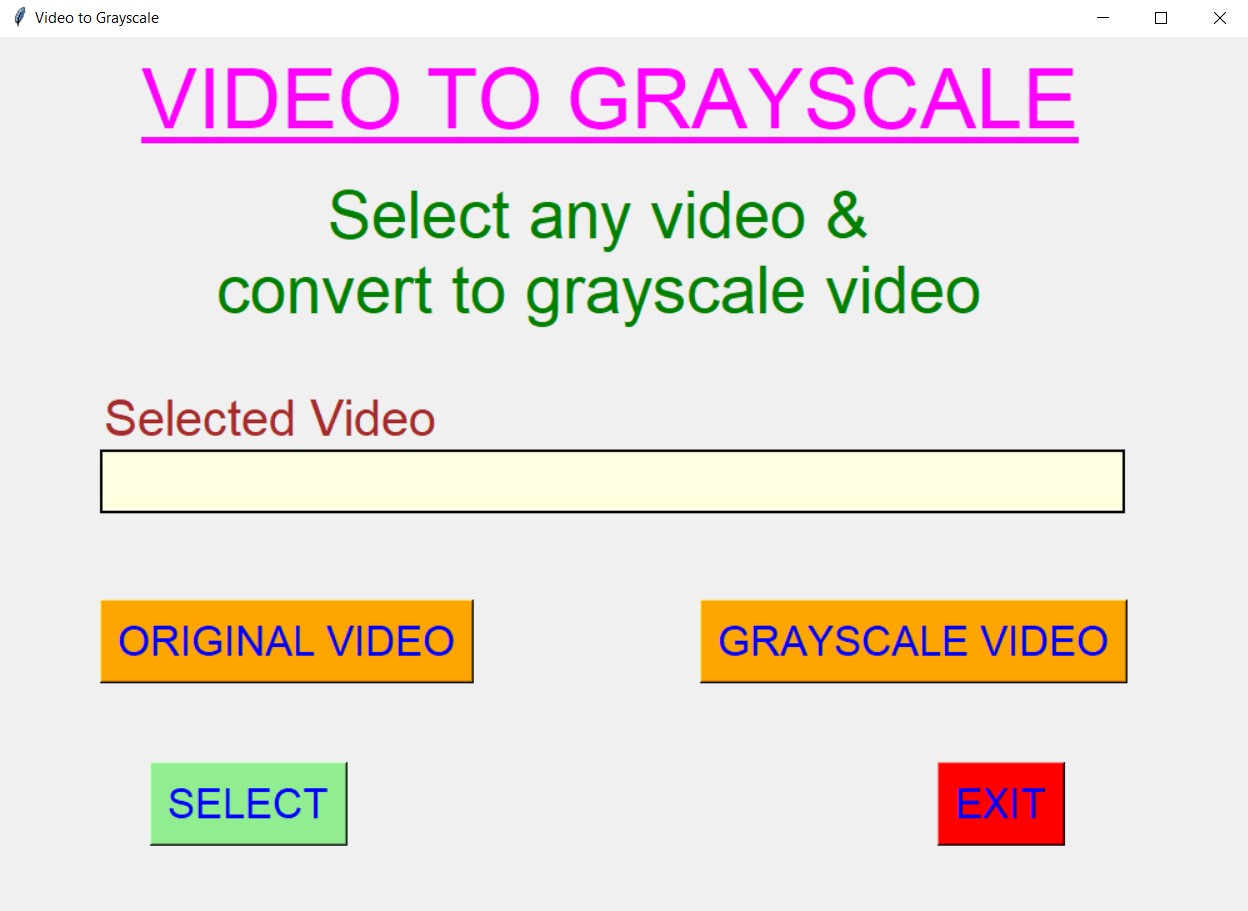 Video to Grayscale
VIDEO TO GRAYSCALE
Select any video &
convert to grayscale video
Selected Video
ORIGINAL VIDEO
GRAYSCALE VIDEO
SELECT
EXIT